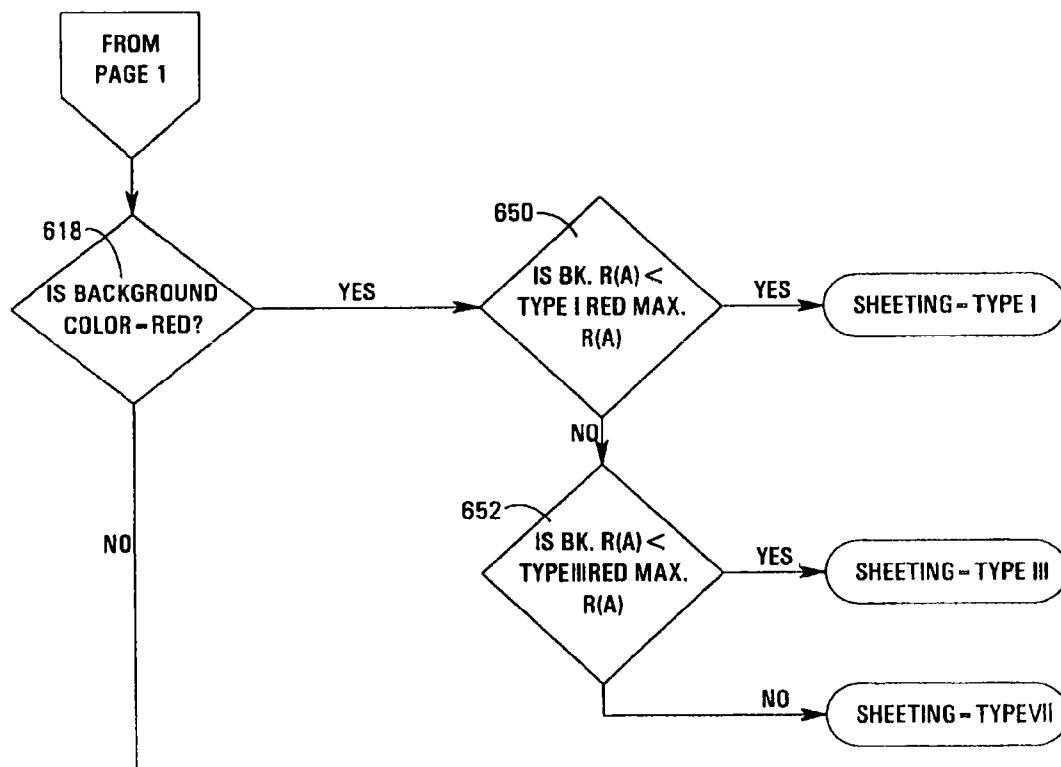 FROM
PAGE 1
618
IS BACKGROUND
COLOR=RED?
YES
650
IS BK. R(A) <
TYPE I RED MAX.
R(A)
YES
SHEETING = TYPE I
NO
652
IS BK. R(A) <
TYPE III RED MAX.
R(A)
YES
SHEETING = TYPE III
NO
NO
SHEETING = TYPE VII